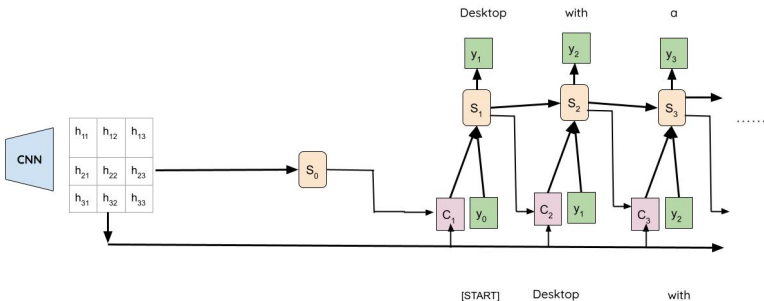 Desktop with a
y1 y2 y3
CNN
h11 h12 h13
h21 h22 h23
h31 h32 h33
S0
S1 S2 S3
......
C1 y0 C2 y1 C3 y2
[START] Desktop with